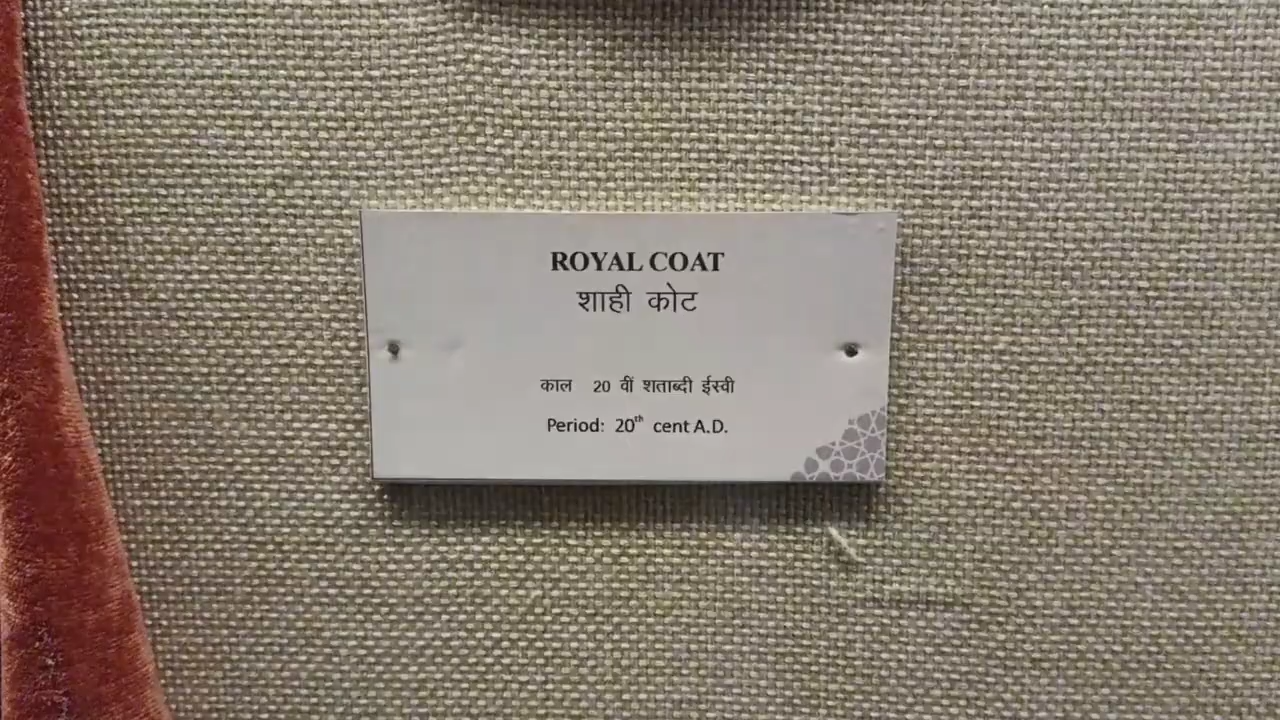 ROYAL COAT
शाही कोट
काल 20 वीं शताब्दी ईस्वी
Period: 20th cent A.D.